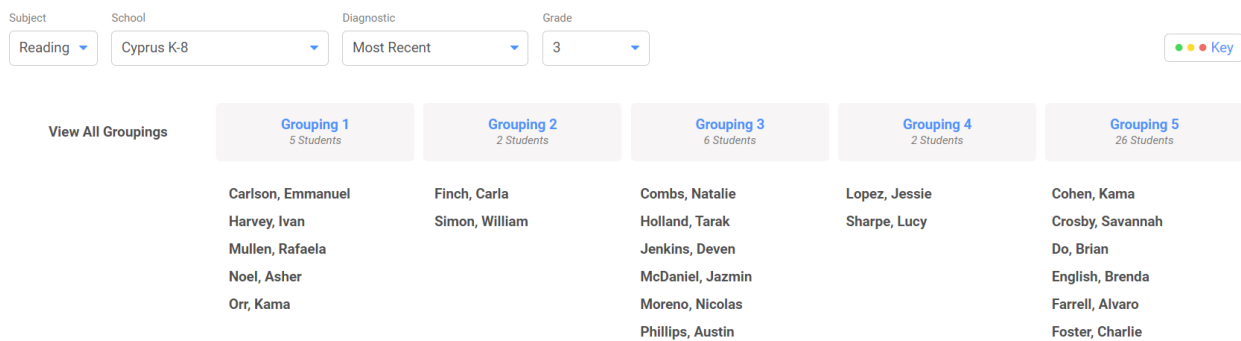 Subject School Diagnostic Grade
Reading Cyprus K-8 Most Recent 3 Key
View All Groupings Grouping 1 Grouping 2 Grouping 3 Grouping 4 Grouping 5
5 Students 2 Students 6 Students 2 Students 26 Students
Carlson, Emmanuel Finch, Carla Combs, Natalie Lopez, Jessie Cohen, Kama
Harvey, Ivan Simon, William Holland, Tarak Sharpe, Lucy Crosby, Savannah
Mullen, Rafaela Jenkins, Deven Do, Brian
Noel, Asher McDaniel, Jazmin English, Brenda
Orr, Kama Moreno, Nicolas Farrell, Alvaro
Phillips, Austin Foster, Charlie